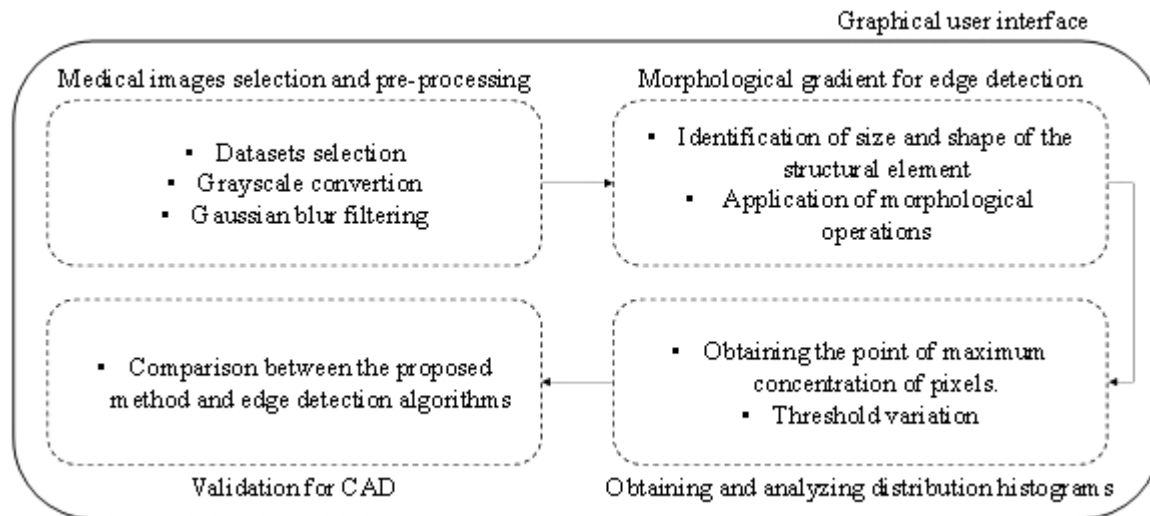 Graphical user interface
Medical images selection and pre-processing
▪ Datasets selection
▪ Grayscale convertion
▪ Gaussian blur filtering
Morphological gradient for edge detection
▪ Identification of size and shape of the
structural element
▪ Application of morphological
operations
▪ Obtaining the point of maximum
concentration of pixels.
▪ Threshold variation
Obtaining and analyzing distribution histograms
▪ Comparison between the proposed
method and edge detection algorithms
Validation for CAD